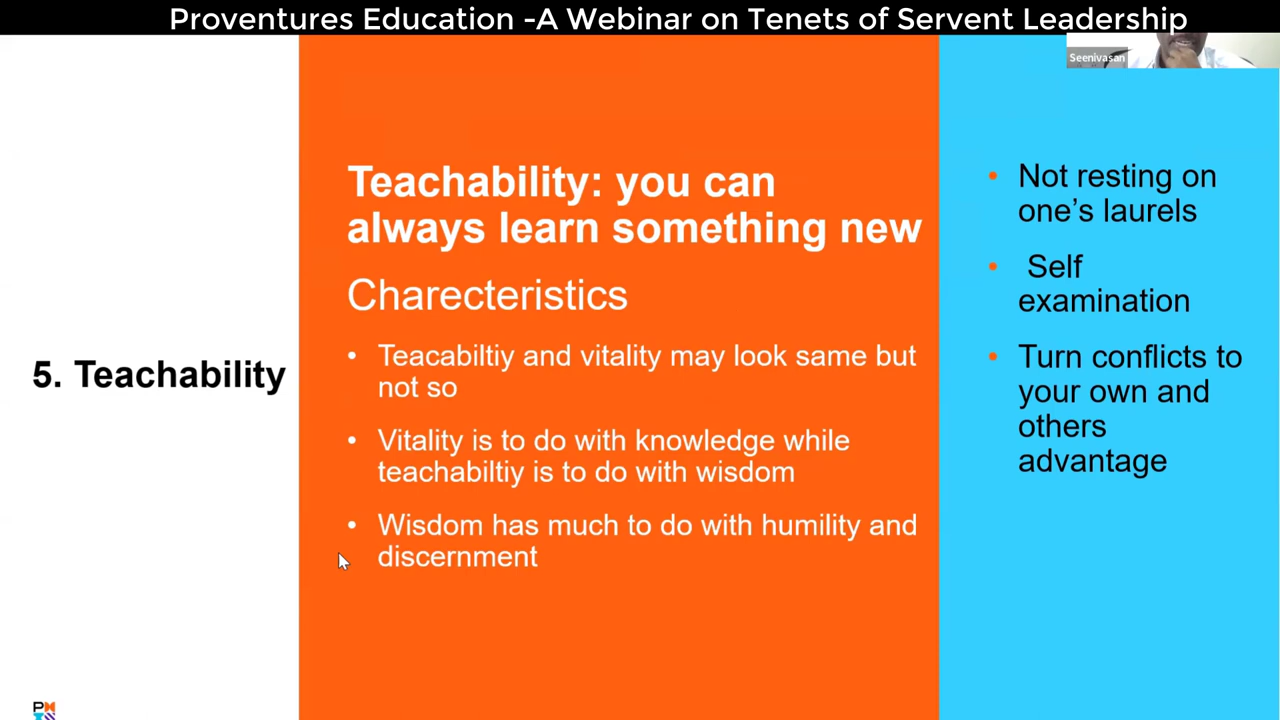 Proventures Education -A Webinar on Tenets of Servent Leadership
Seenivasan
5. Teachability
Teachability: you can
always learn something new
Charecteristics
• Teacabiltiy and vitality may look same but
not so
• Vitality is to do with knowledge while
teachabiltiy is to do with wisdom
• Wisdom has much to do with humility and
discernment
• Not resting on
one’s laurels
• Self
examination
• Turn conflicts to
your own and
others
advantage